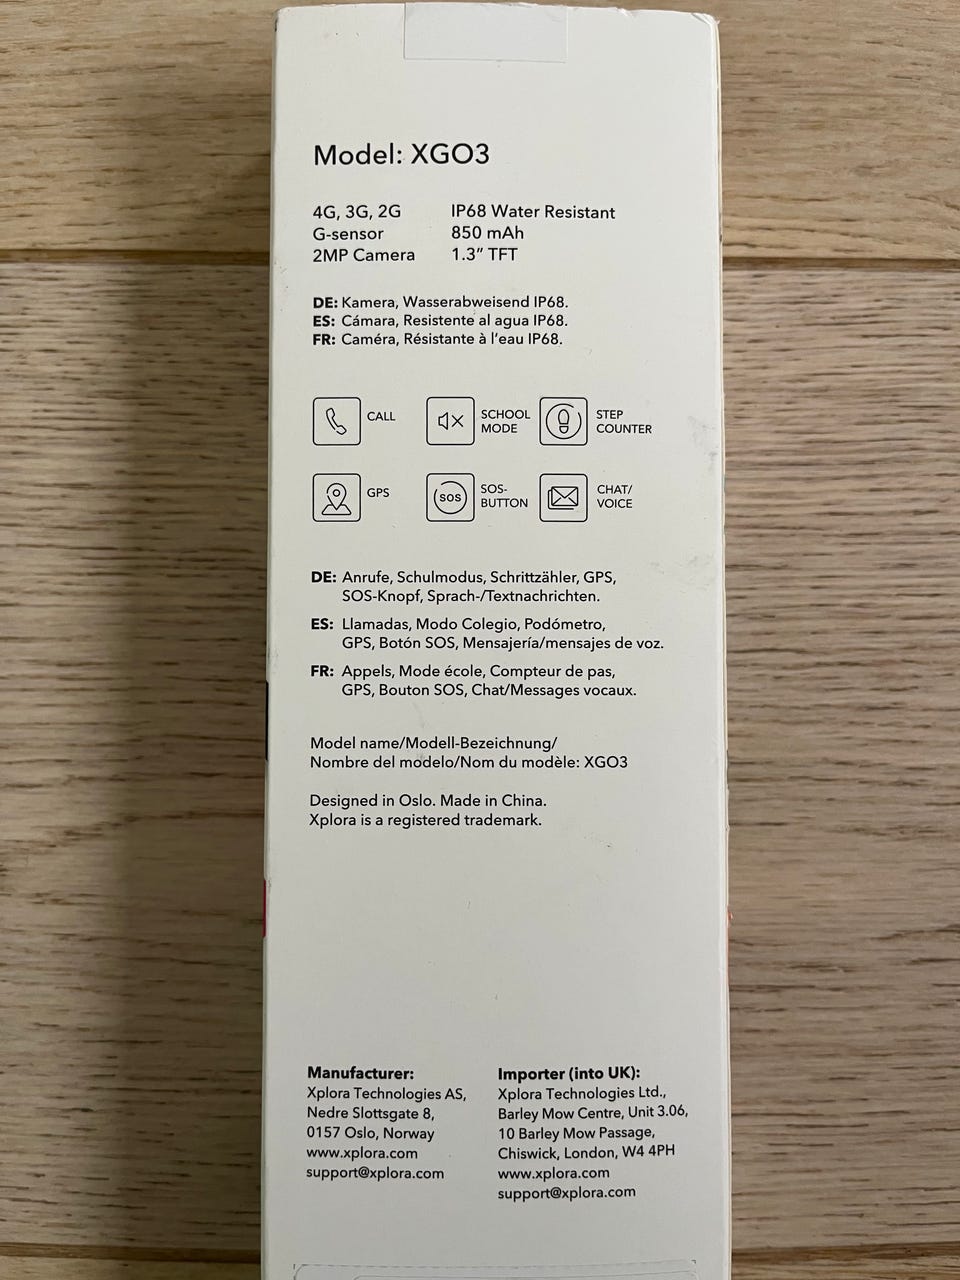 Model: XGO3
4G, 3G, 2G
G-sensor
2MP Camera
IP68 Water Resistant
850 mAh
1.3” TFT
DE: Kamera, Wasserabweisend IP68.
ES: Cámara, Resistente al agua IP68.
FR: Caméra, Résistante à l’eau IP68.
CALL
SCHOOL
MODE
STEP
COUNTER
GPS
SOS
SOS-
BUTTON
CHAT/
VOICE
DE: Anrufe, Schulmodus, Schrittzähler, GPS,
SOS-Knopf, Sprach-/Textnachrichten.
ES: Llamadas, Modo Colegio, Podómetro,
GPS, Botón SOS, Mensajería/mensajes de voz.
FR: Appels, Mode école, Compteur de pas,
GPS, Bouton SOS, Chat/Messages vocaux.
Model name/Modell-Bezeichnung/
Nombre del modelo/Nom du modèle: XGO3
Designed in Oslo. Made in China.
Xplora is a registered trademark.
Manufacturer:
Xplora Technologies AS,
Nedre Slottsgate 8,
0157 Oslo, Norway
www.xplora.com
support@xplora.com
Importer (into UK):
Xplora Technologies Ltd.,
Barley Mow Centre, Unit 3.06,
10 Barley Mow Passage,
Chiswick, London, W4 4PH
www.xplora.com
support@xplora.com